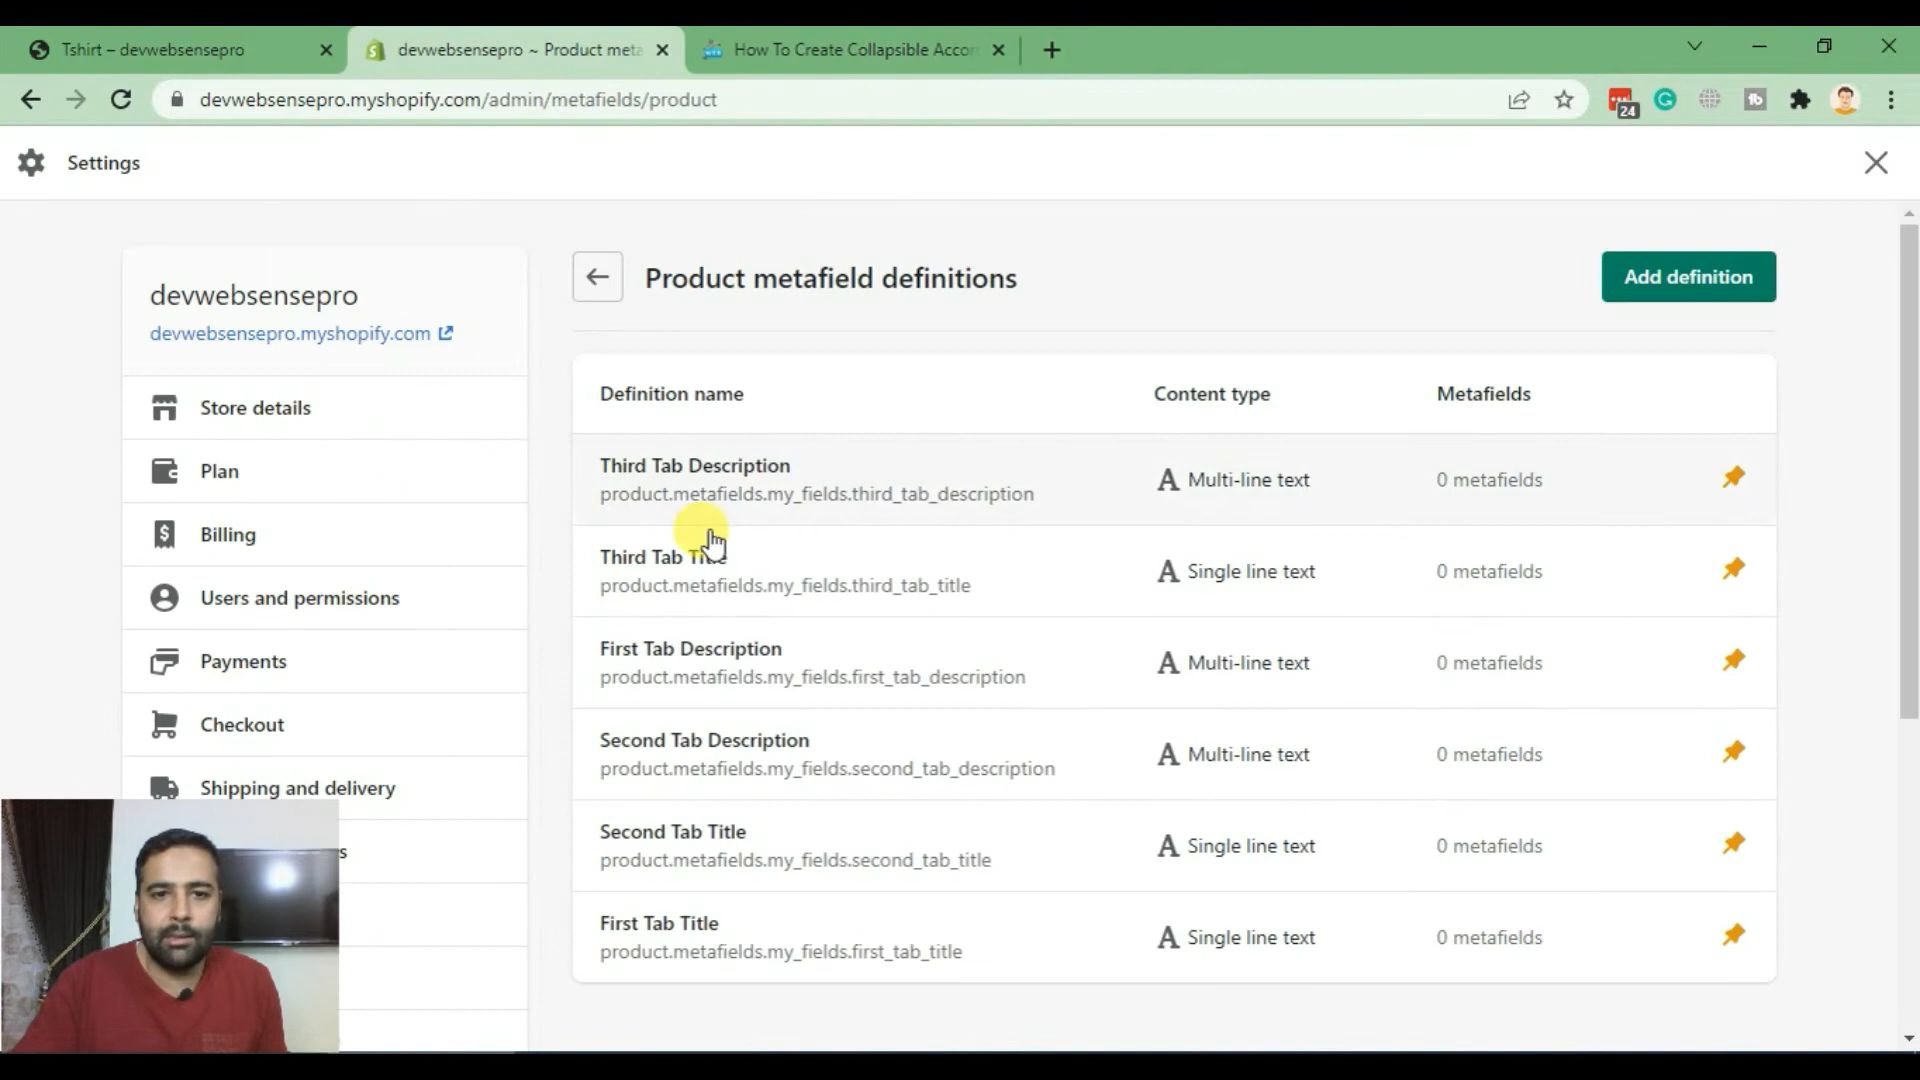 Tshirt – devwebsensepro
devwebsensepro ~ Product meta
How To Create Collapsible Accor
devwebsensepro.myshopify.com/admin/metafields/product
24
Settings
devwebsensepro
devwebsensepro.myshopify.com
Store details
Plan
Billing
Users and permissions
Payments
Checkout
Shipping and delivery
s
Product metafield definitions
Add definition
Definition name
Content type
Metafields
Third Tab Description
product.metafields.my_fields.third_tab_description
Multi-line text
0 metafields
Third Tab Title
product.metafields.my_fields.third_tab_title
Single line text
0 metafields
First Tab Description
product.metafields.my_fields.first_tab_description
Multi-line text
0 metafields
Second Tab Description
product.metafields.my_fields.second_tab_description
Multi-line text
0 metafields
Second Tab Title
product.metafields.my_fields.second_tab_title
Single line text
0 metafields
First Tab Title
product.metafields.my_fields.first_tab_title
Single line text
0 metafields